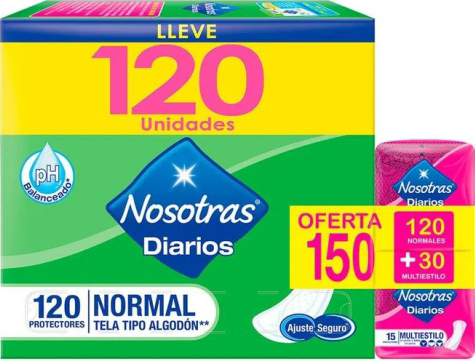 LLEVE
120
Unidades
pH
Balanceado*
Nosotras
Diarios
120
PROTECTORES
NORMAL
TELA TIPO ALGODÓN**
Ajuste Seguro*
OFERTA
150
120
NORMALES
+30
MULTIESTILO
Nosotras
Diarios
Nosotras
Diarios
15
MULTIESTILO